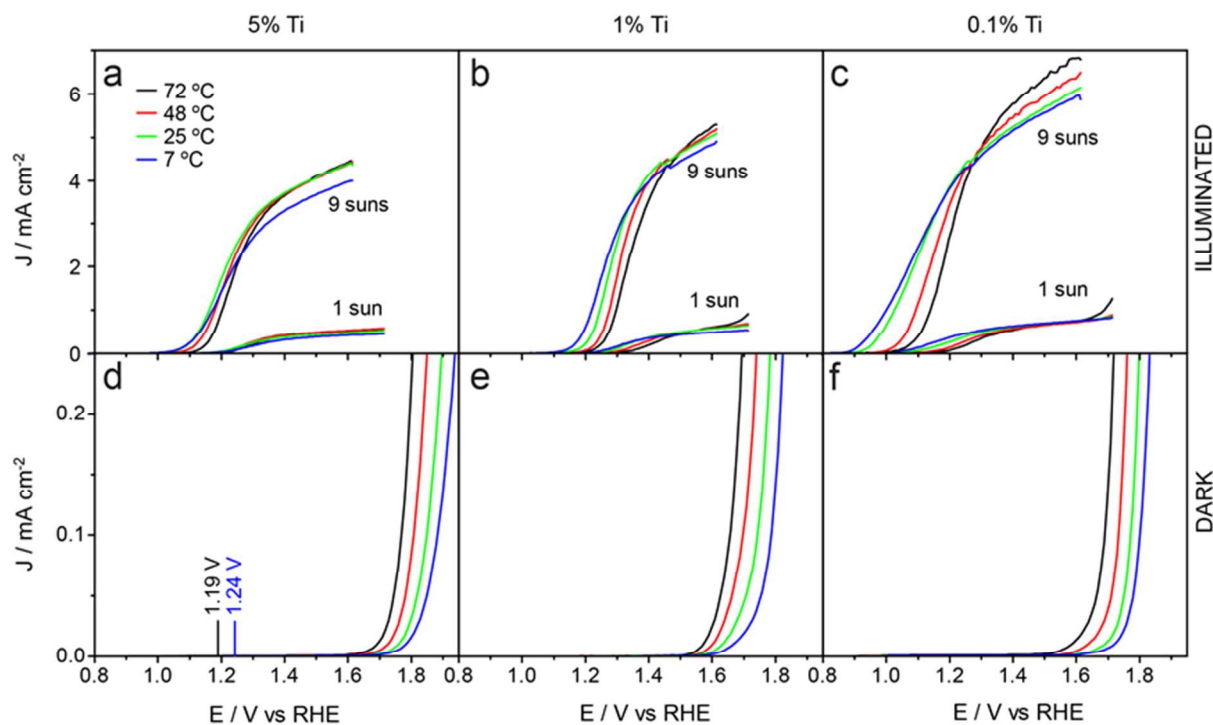 5% Ti
1% Ti
0.1% Ti
a
b
c
72 ºC
48 ºC
25 ºC
7 ºC
9 suns
1 sun
9 suns
1 sun
9 suns
1 sun
6
4
2
0
J / mA cm-2
ILLUMINATED
d
e
f
0.2
0.1
0.0
J / mA cm-2
1.19 V
1.24 V
DARK
0.8 1.0 1.2 1.4 1.6 1.8 0.8 1.0 1.2 1.4 1.6 1.8 0.8 1.0 1.2 1.4 1.6 1.8
E / V vs RHE
E / V vs RHE
E / V vs RHE